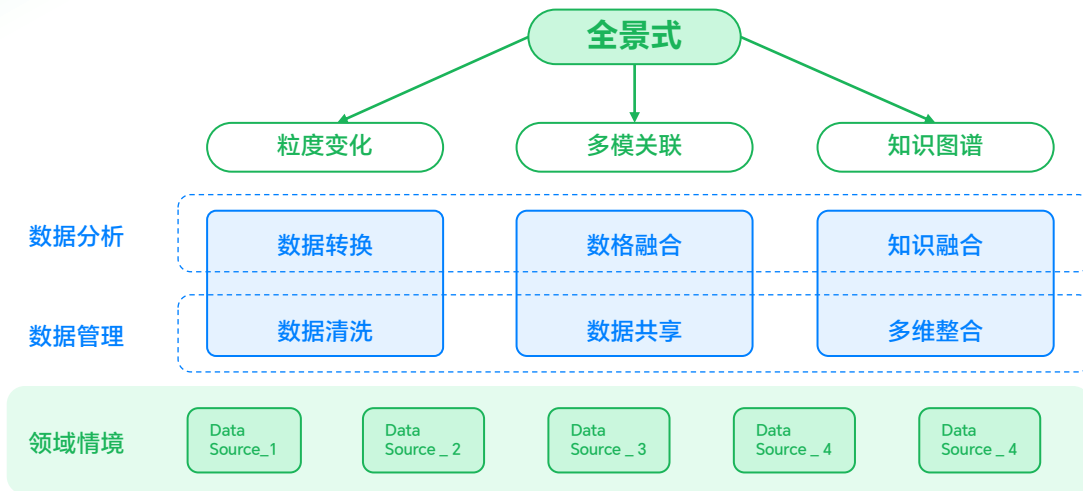 全景式
粒度变化
多模关联
知识图谱
数据分析
数据转换
数格融合
知识融合
数据管理
数据清洗
数据共享
多维整合
领域情境
Data
Source_1
Data
Source _ 2
Data
Source _ 3
Data
Source _ 4
Data
Source _ 4